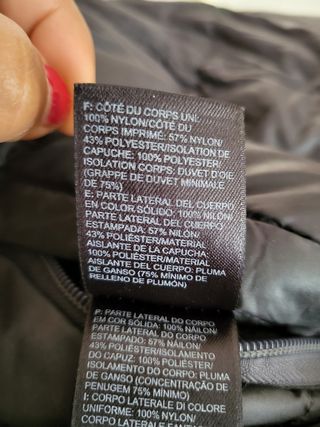 F: CÔTÉ DU CORPS UNI:
100% NYLON/CÔTÉ DU
CORPS IMPRIMÉ: 57% NYLON/
43% POLYESTER/ISOLATION DE
CAPUCHE: 100% POLYESTER/
ISOLATION CORPS: DUVET D'OIE
(GRAPPE DE DUVET MINIMALE
DE 75%)
E: PARTE LATERAL DEL CUERPO
EN COLOR SÓLIDA: 100% NILÓN/
PARTE LATERAL DEL CUERPO
ESTAMPADA: 57% NILÓN/
43% POLIÉSTER/MATERIAL
AISLANTE DE LA CAPUCHA:
100% POLIÉSTER/MATERIAL
AISLANTE DEL CUERPO: PLUMA
DE GANSO (75% MÍNIMO DE
RELLENO DE PLUMÓN)
P: PARTE LATERAL DO CORPO
EM COR SÓLIDA: 100% NÁILON/
PARTE LATERAL DO CORPO
ESTAMPADO: 57% NÁILON/
43% POLIÉSTER/ISOLAMENTO
DO CAPUZ: 100% POLIÉSTER/
ISOLAMENTO DO CORPO: PLUMA
DE GANSO (CONCENTRAÇÃO DE
PENUGEM 75% MÍNIMO)
I: CORPO LATERALE DI COLORE
UNIFORME: 100% NYLON/
CORPO LATERALE